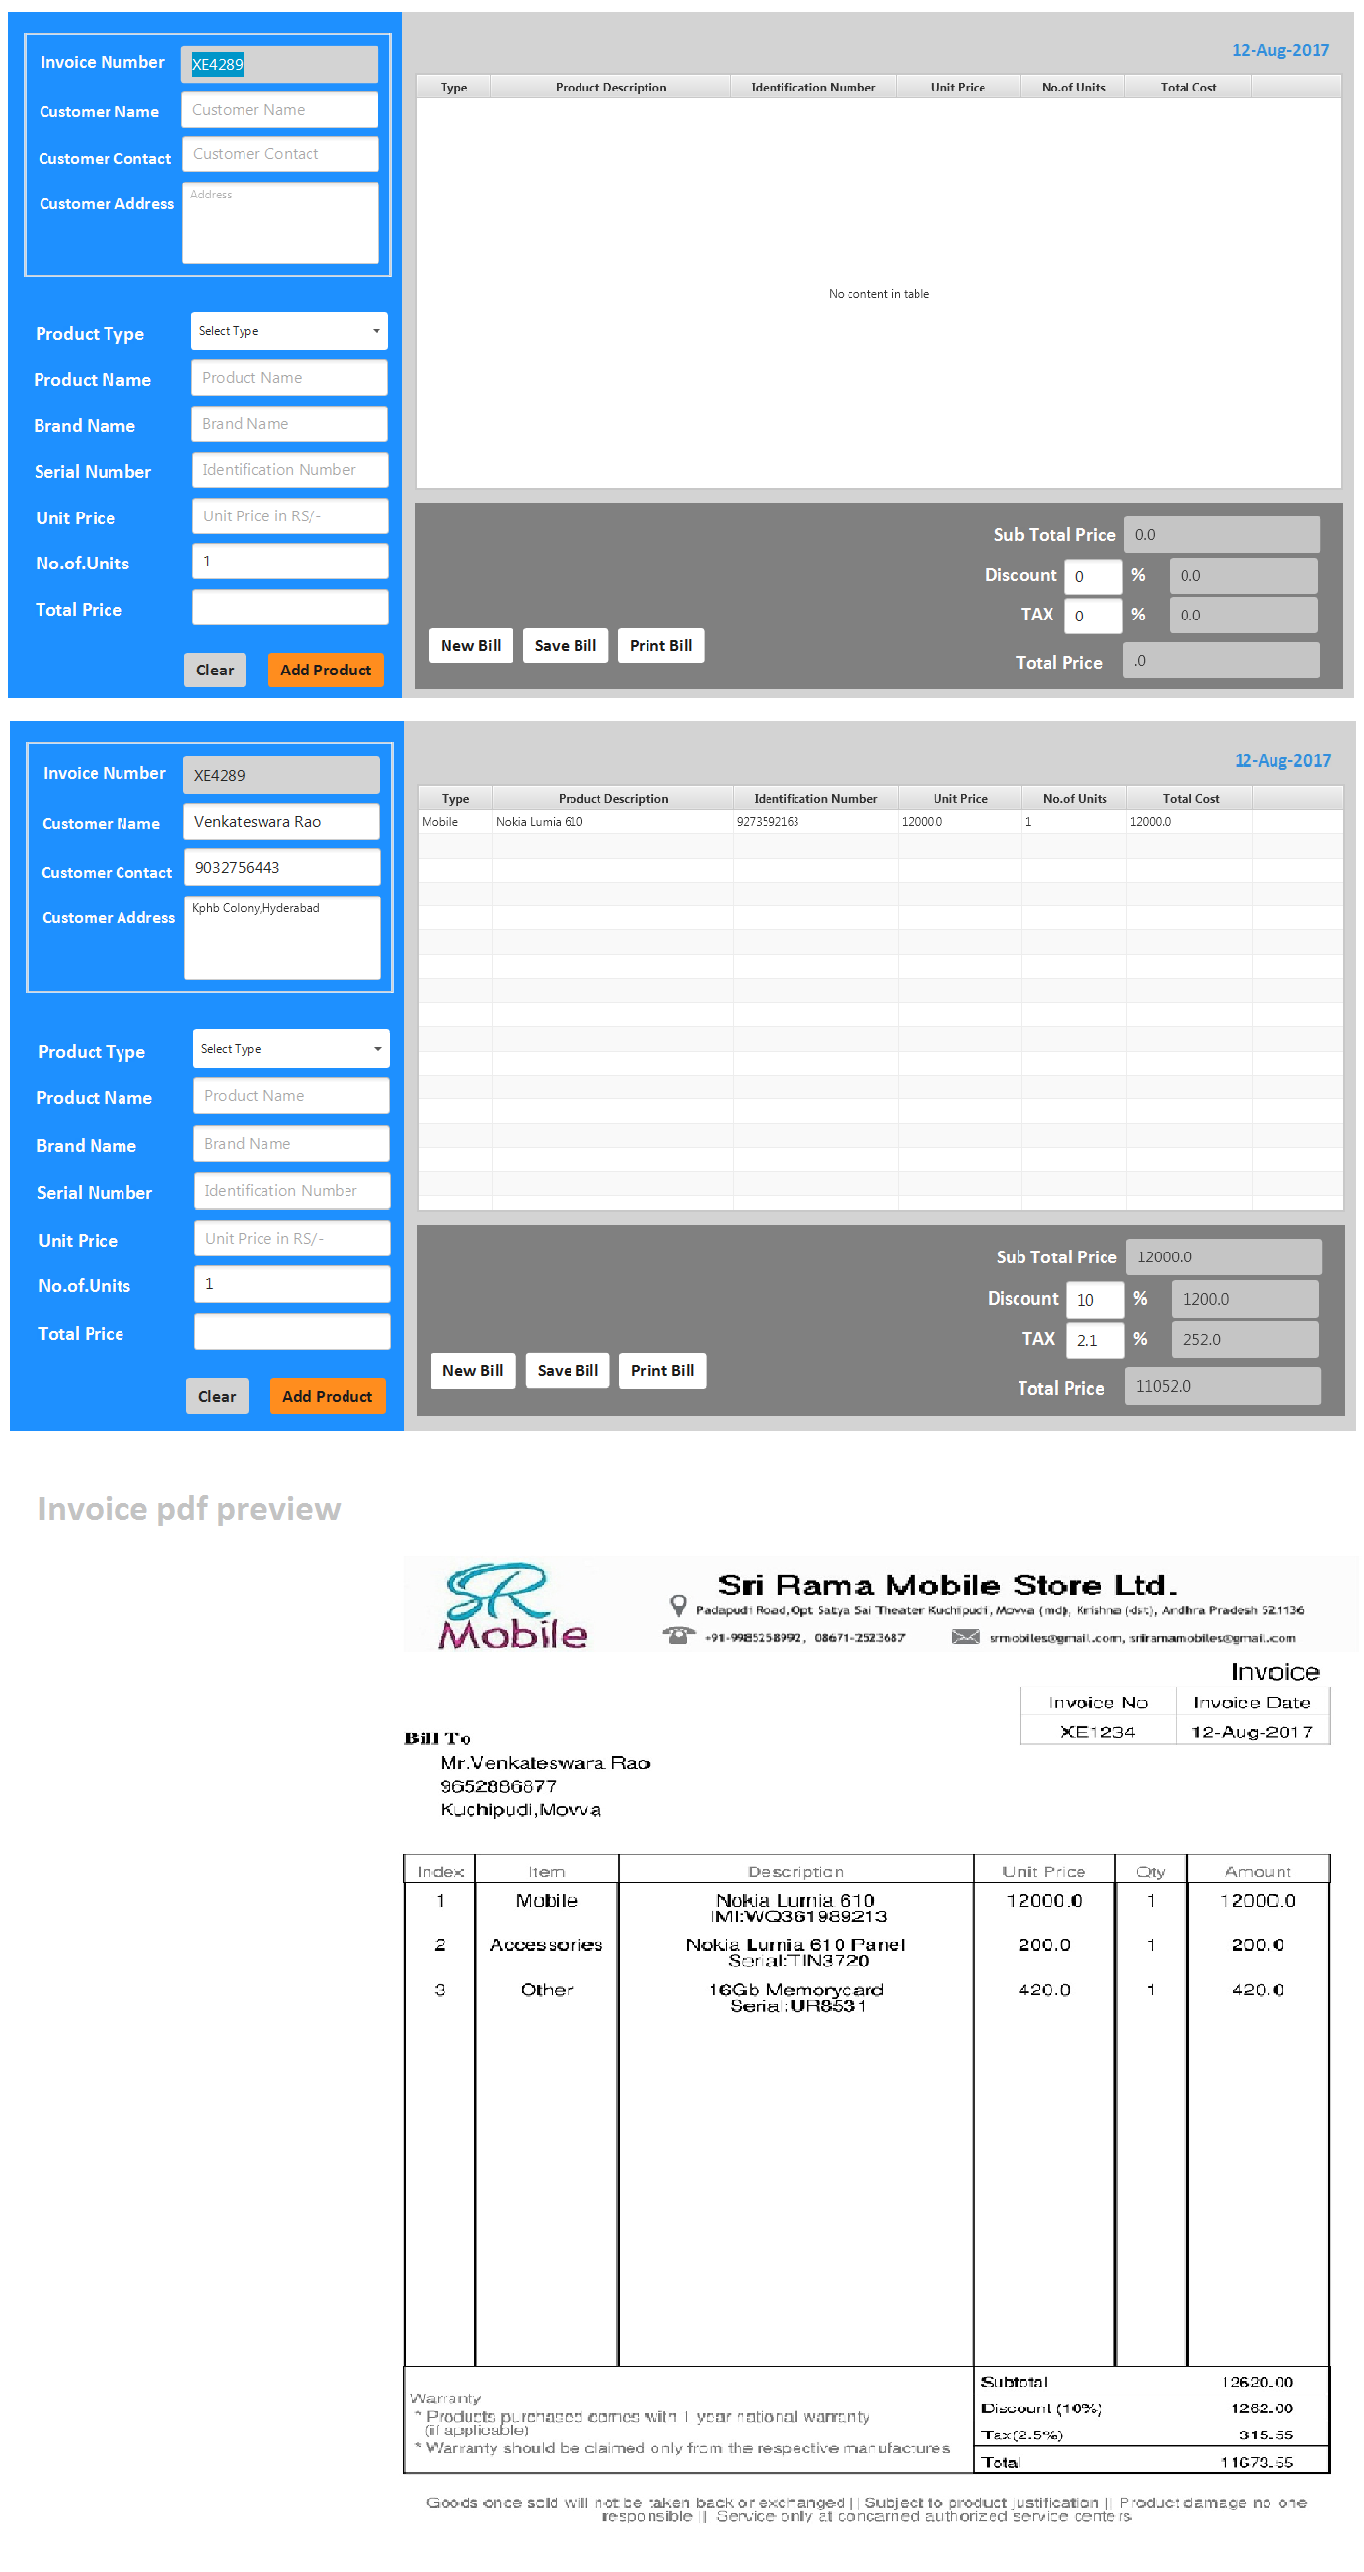 12-Aug-2017
Invoice Number XE4289
Customer Name Customer Name
Customer Contact Customer Contact
Customer Address Address
Type Product Description Identification Number Unit Price No.of Units Total Cost
No content in table
Product Type Select Type
Product Name Product Name
Brand Name Brand Name
Serial Number Identification Number
Unit Price Unit Price in RS/-
No.of.Units 1
Total Price
Clear Add Product
Sub Total Price 0.0
Discount 0 % 0.0
TAX 0 % 0.0
New Bill Save Bill Print Bill
Total Price .0
12-Aug-2017
Invoice Number XE4289
Customer Name Venkateswara Rao
Customer Contact 9032756443
Customer Address Kphb Colony,Hyderabad
Type Product Description Identification Number Unit Price No.of Units Total Cost
Mobile Nokia Lumia 610 9273592163 12000.0 1 12000.0
Product Type Select Type
Product Name Product Name
Brand Name Brand Name
Serial Number Identification Number
Unit Price Unit Price in RS/-
No.of.Units 1
Total Price
Clear Add Product
Sub Total Price 12000.0
Discount 10 % 1200.0
TAX 2.1 % 252.0
New Bill Save Bill Print Bill
Total Price 11052.0
Invoice pdf preview
SR Mobile
Sri Rama Mobile Store Ltd.
Padapudi Road,Opt Satya Sai Theater Kuchipudi, Movva (md), Krishna (dst), Andhra Pradesh 521136
srmobiles@gmail.com, sriramamobiles@gmail.com
Invoice
Invoice No Invoice Date
XE1234 12-Aug-2017
Bill To
Mr.Venkateswara Rao
9652886877
Kuchipudi,Movva
Index Item Description Unit Price Qty Amount
1 Mobile Nokia Lumia 610 12000.0 1 12000.0
IMI:WQ361989213
2 Accessories Nokia Lumia 610 Panel 200.0 1 200.0
Serial:TIN3720
3 Other 16Gb Memorycard 420.0 1 420.0
Serial:UR8531
Subtotal 12620.00
Discount (10%) 1262.00
Tax(2.5%) 315.55
Total 11673.55
Warranty
* Products purchased comes with 1 year national warranty
(if applicable)
* Warranty should be claimed only from the respective manufactures
Goods once sold will not be taken back or exchanged || Subject to product justification || Product damage no one
responsible || Service only at concarned authorized service centers